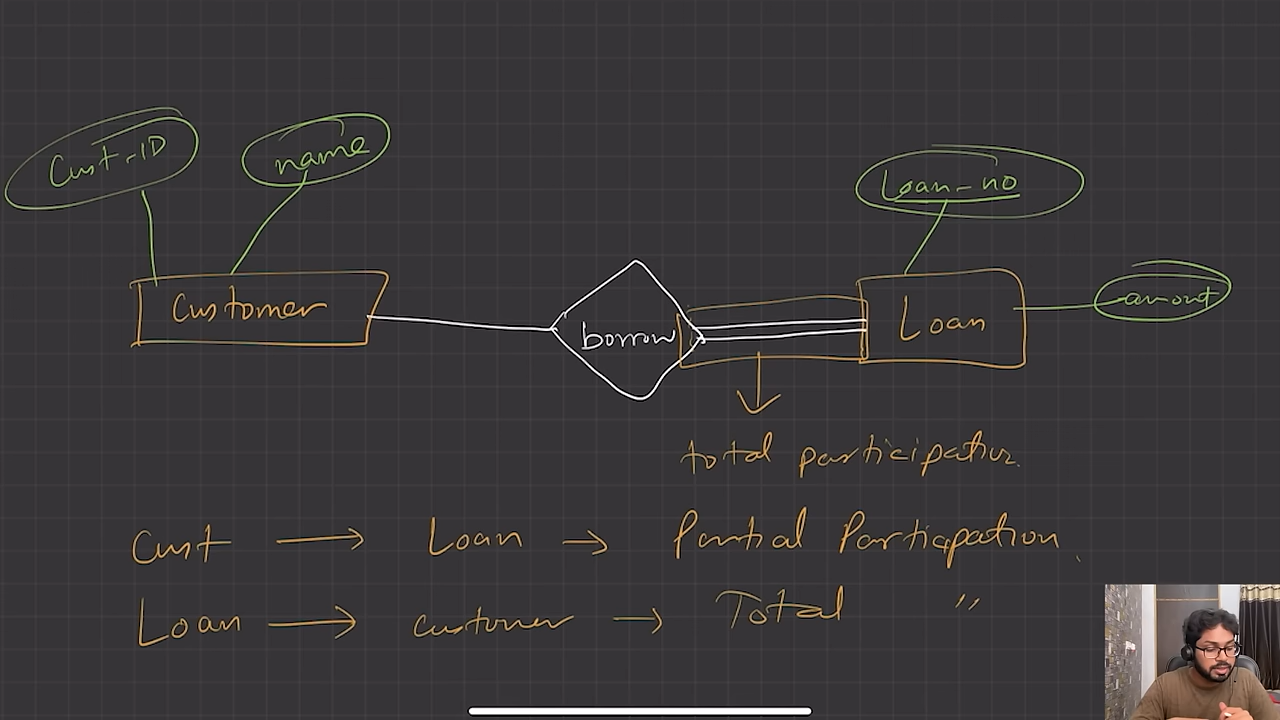 Cust-ID
name
Loan-no
amount
Customer
borrow
Loan
total participation
Cust → Loan → Partial Participation
Loan → customer → Total "